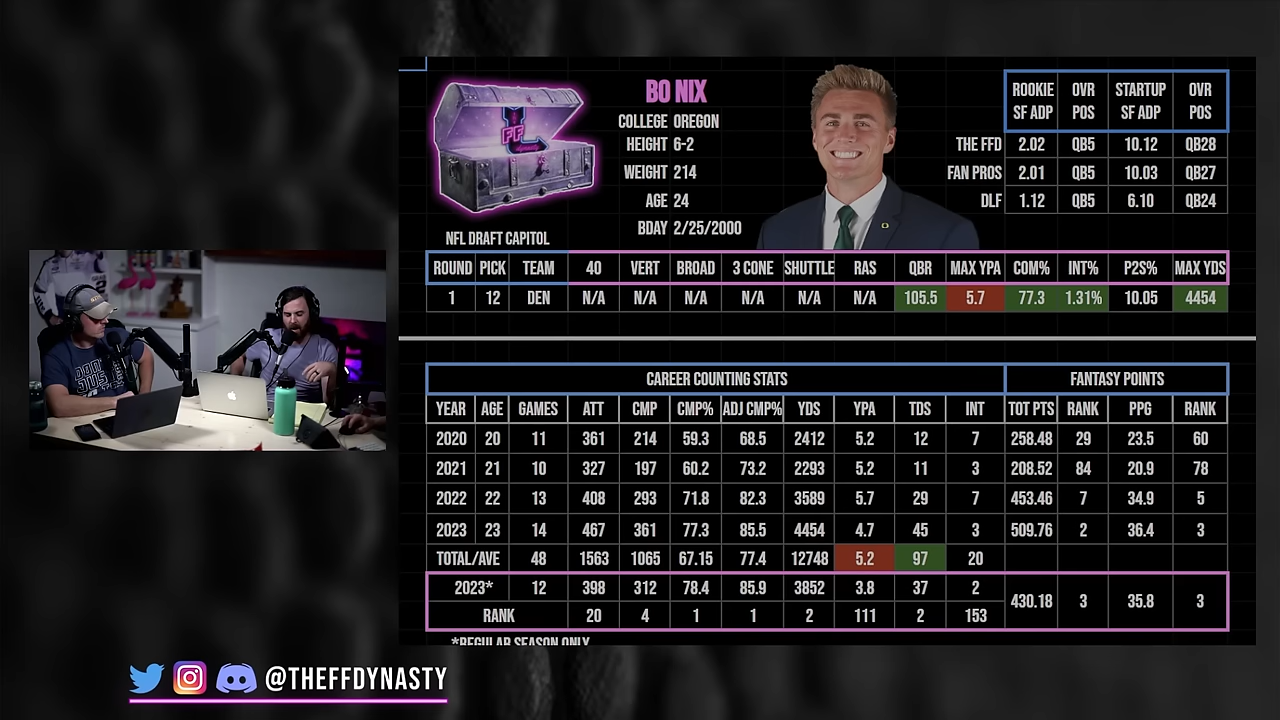 BO NIX
COLLEGE OREGON
HEIGHT 6-2
WEIGHT 214
AGE 24
BDAY 2/25/2000
FF
ROOKIE SF ADP OVR POS STARTUP SF ADP OVR POS
THE FFD 2.02 QB5 10.12 QB28
FAN PROS 2.01 QB5 10.03 QB27
DLF 1.12 QB5 6.10 QB24
NFL DRAFT CAPITOL
ROUND PICK TEAM 40 VERT BROAD 3 CONE SHUTTLE RAS QBR MAX YPA COM% INT% P2S% MAX YDS
1 12 DEN N/A N/A N/A N/A N/A N/A 105.5 5.7 77.3 1.31% 10.05 4454
CAREER COUNTING STATS FANTASY POINTS
YEAR AGE GAMES ATT CMP CMP% ADJ CMP% YDS YPA TDS INT TOT PTS RANK PPG RANK
2020 20 11 361 214 59.3 68.5 2412 5.2 12 7 258.48 29 23.5 60
2021 21 10 327 197 60.2 73.2 2293 5.2 11 3 208.52 84 20.9 78
2022 22 13 408 293 71.8 82.3 3589 5.7 29 7 453.46 7 34.9 5
2023 23 14 467 361 77.3 85.5 4454 4.7 45 3 509.76 2 36.4 3
TOTAL/AVE 48 1563 1065 67.15 77.4 12748 5.2 97 20
2023* 12 398 312 78.4 85.9 3852 3.8 37 2 430.18 3 35.8 3
RANK 20 4 1 1 2 111 2 153
*REGULAR SEASON ONLY
@THEFFDYNASTY